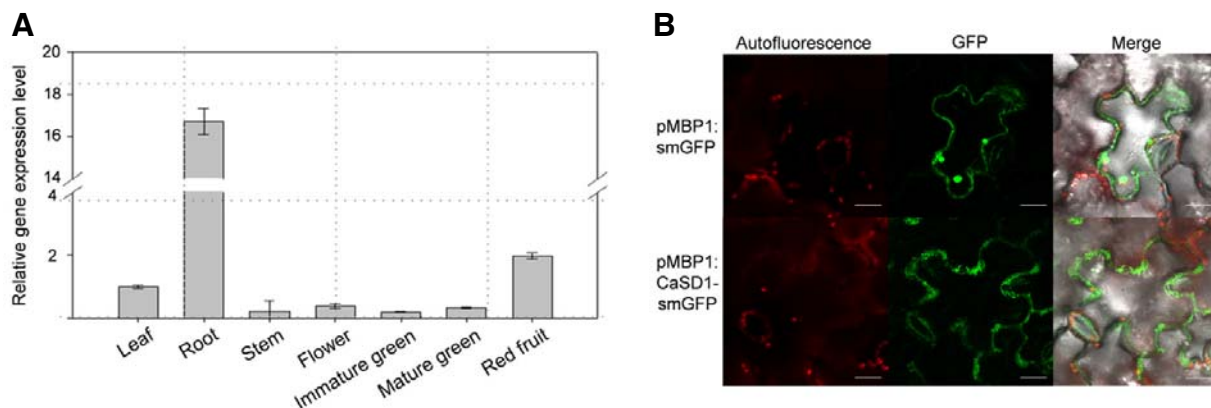 A
Relative gene expression level
20
18
16
14
4
2
Leaf
Root
Stem
Flower
Immature green
Mature green
Red fruit
B
Autofluorescence GFP Merge
pMBP1:
smGFP
pMBP1:
CaSD1-
smGFP